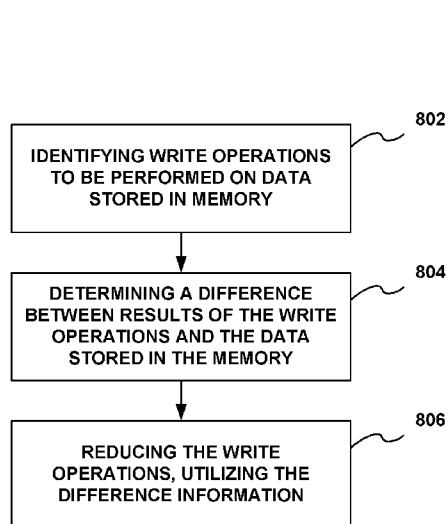 802
IDENTIFYING WRITE OPERATIONS
TO BE PERFORMED ON DATA
STORED IN MEMORY
804
DETERMINING A DIFFERENCE
BETWEEN RESULTS OF THE WRITE
OPERATIONS AND THE DATA
STORED IN THE MEMORY
806
REDUCING THE WRITE
OPERATIONS, UTILIZING THE
DIFFERENCE INFORMATION